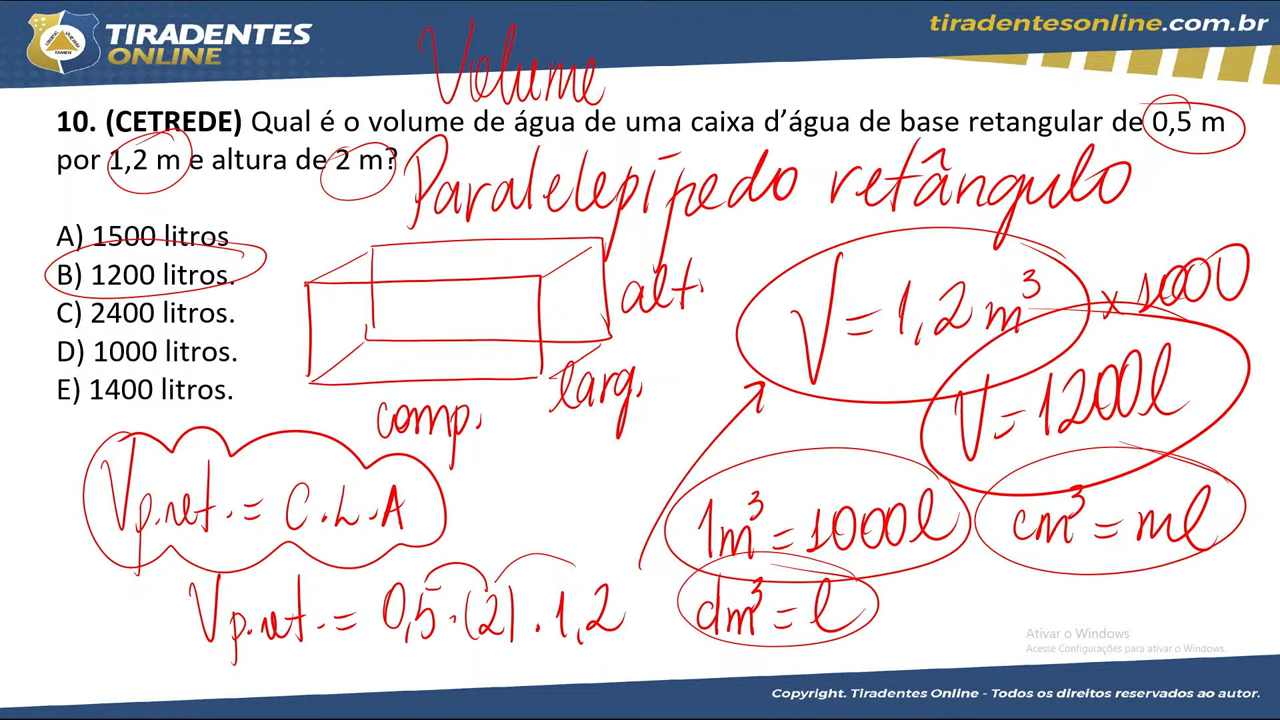 TIRADENTES
ONLINE
tiradentesonline.com.br
Volume
10. (CETREDE) Qual é o volume de água de uma caixa d'água de base retangular de 0,5 m
por 1,2 m e altura de 2 m?
Paralelepípedo retângulo
A) 1500 litros
B) 1200 litros.
C) 2400 litros.
D) 1000 litros.
E) 1400 litros.
alt.
larg.
comp.
V = 1,2 m³ x 1000
V = 1200 l
Vp.ret. = C.L.A
1m³ = 1000l
cm³ = ml
Vp.ret. = 0,5 . (2) . 1,2
dm³ = l
Ativar o Windows
Acesse Configurações para ativar o Windows.
Copyright. Tiradentes Online - Todos os direitos reservados ao autor.